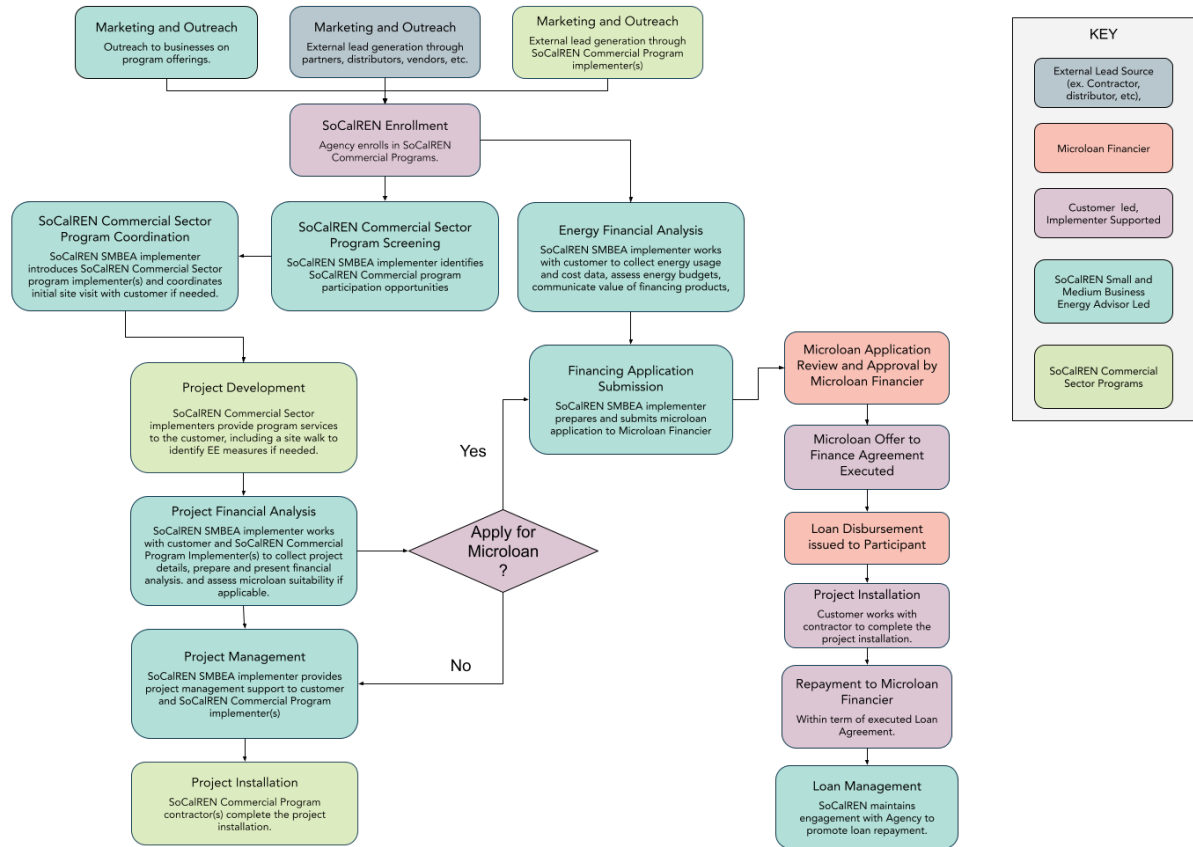 Marketing and Outreach
Outreach to businesses on
program offerings.
Marketing and Outreach
External lead generation through
partners, distributors, vendors, etc.
Marketing and Outreach
External lead generation through
SoCalREN Commercial Program
implementer(s)
SoCalREN Enrollment
Agency enrolls in SoCalREN
Commercial Programs.
SoCalREN Commercial Sector
Program Coordination
SoCalREN SMBEA implementer
introduces SoCalREN Commercial Sector
program implementer(s) and coordinates
initial site visit with customer if needed.
SoCalREN Commercial Sector
Program Screening
SoCalREN SMBEA implementer identifies
SoCalREN Commercial program
participation opportunities
Energy Financial Analysis
SoCalREN SMBEA implementer works
with customer to collect energy usage
and cost data, assess energy budgets,
communicate value of financing products,
Project Development
SoCalREN Commercial Sector
implementers provide program services
to the customer, including a site walk to
identify EE measures if needed.
Financing Application
Submission
SoCalREN SMBEA implementer
prepares and submits microloan
application to Microloan Financier
Microloan Application
Review and Approval by
Microloan Financier
Yes
Microloan Offer to
Finance Agreement
Executed
Project Financial Analysis
SoCalREN SMBEA implementer works
with customer and SoCalREN Commercial
Program Implementer(s) to collect project
details, prepare and present financial
analysis. and assess microloan suitability if
applicable.
Apply for
Microloan
?
Loan Disbursement
issued to Participant
Project Installation
Customer works with
contractor to complete the
project installation.
No
Project Management
SoCalREN SMBEA implementer provides
project management support to customer
and SoCalREN Commercial Program
implementer(s)
Repayment to Microloan
Financier
Within term of executed Loan
Agreement.
Project Installation
SoCalREN Commercial Program
contractor(s) complete the project
installation.
Loan Management
SoCalREN maintains
engagement with Agency to
promote loan repayment.
KEY
External Lead Source
(ex. Contractor,
distributor, etc),
Microloan Financier
Customer led,
Implementer Supported
SoCalREN Small and
Medium Business
Energy Advisor Led
SoCalREN Commercial
Sector Programs